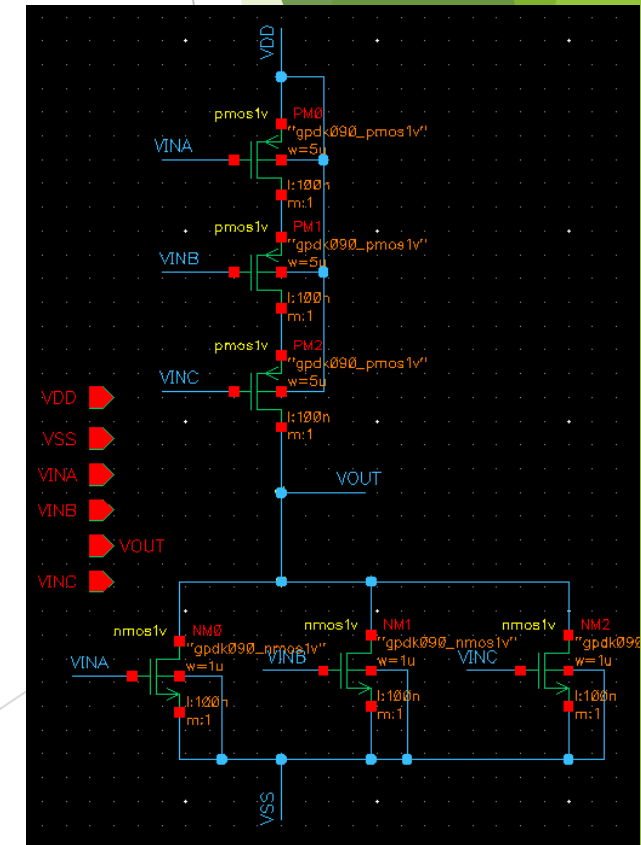 VDD
pmos1v PM0
"gpdk090_pmos1v"
VINA w=5u
l:100n
m:1
pmos1v PM1
"gpdk090_pmos1v"
VINB w=5u
l:100n
m:1
pmos1v PM2
"gpdk090_pmos1v"
VINC w=5u
l:100n
m:1
VDD
VSS
VINA
VINB
VOUT
VINC
VOUT
nmos1v NM0
"gpdk090_nmos1v"
VINA w=1u
l:100n
m:1
nmos1v NM1
"gpdk090_nmos1v"
VINB w=1u
l:100n
m:1
nmos1v NM2
"gpdk090
VINC w=1u
l:100n
m:1
VSS